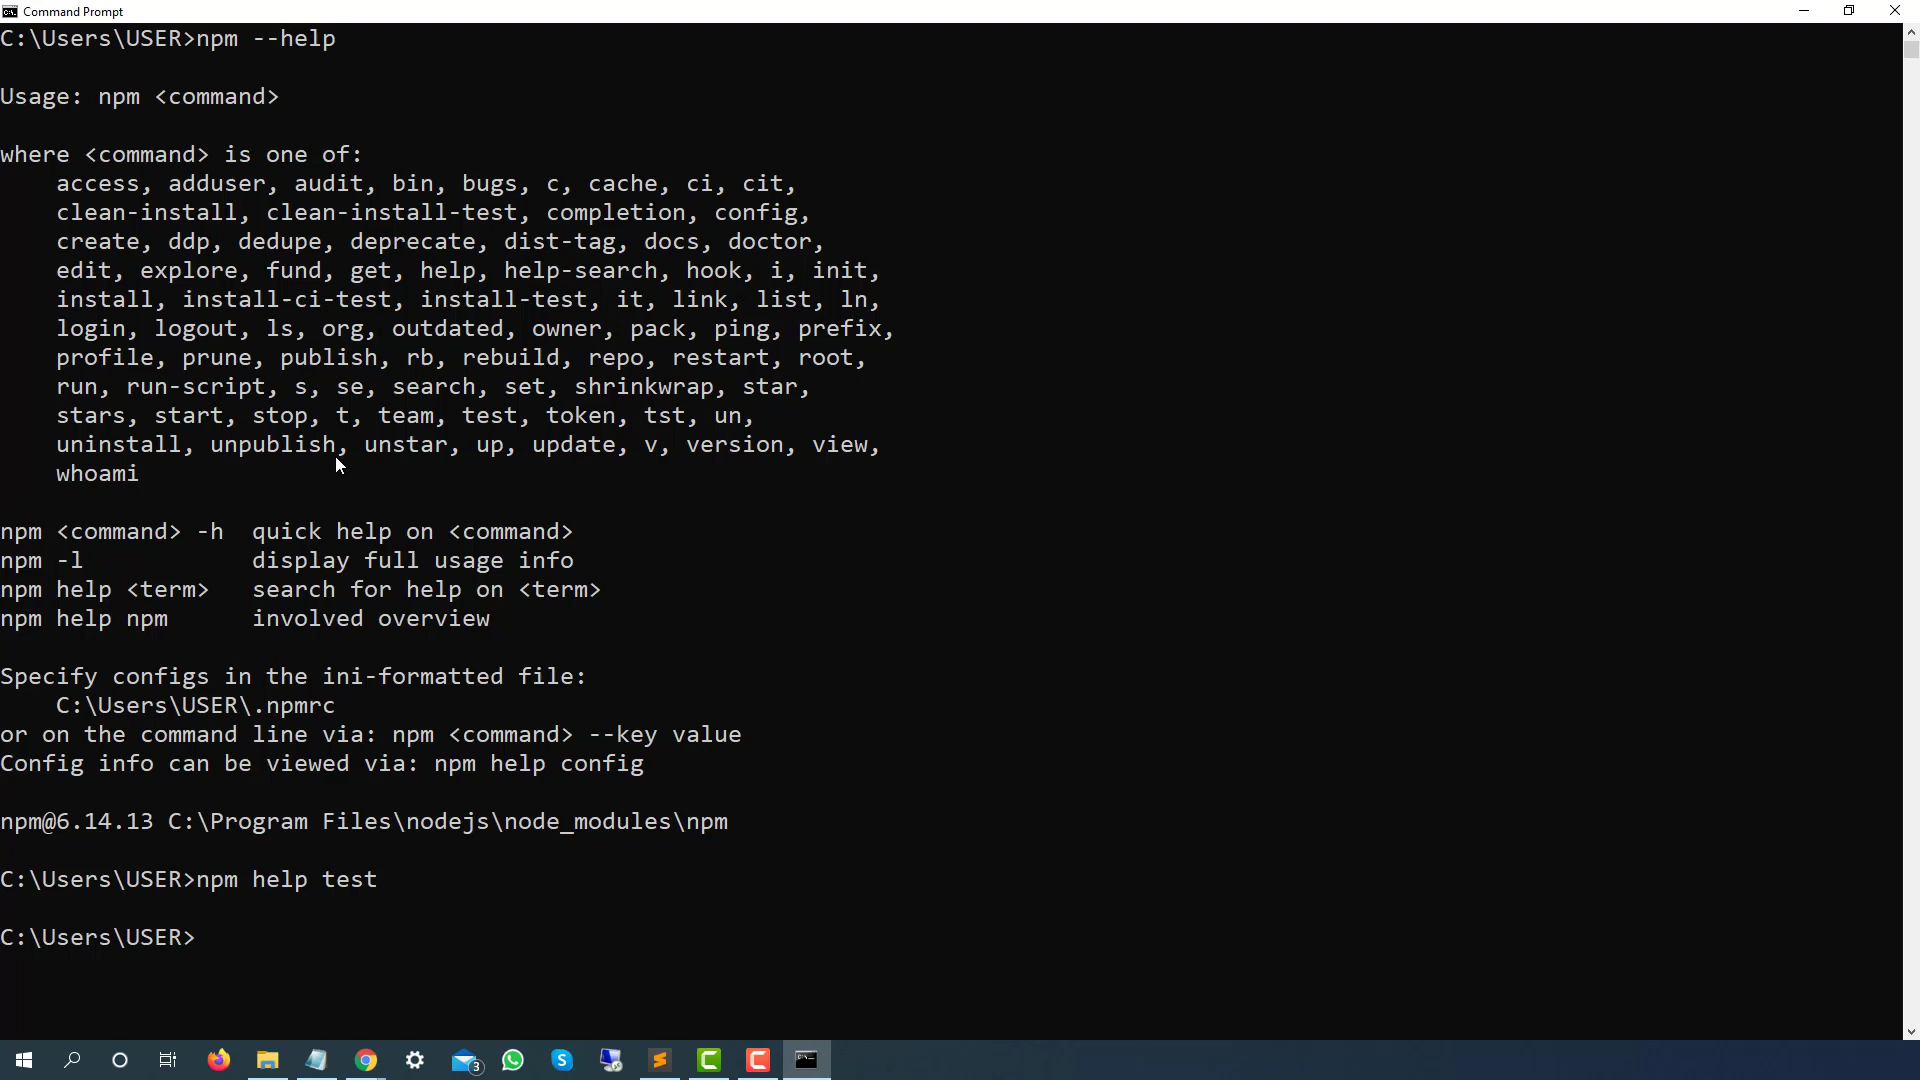 Command Prompt
C:\Users\USER>npm --help
Usage: npm <command>
where <command> is one of:
    access, adduser, audit, bin, bugs, c, cache, ci, cit,
    clean-install, clean-install-test, completion, config,
    create, ddp, dedupe, deprecate, dist-tag, docs, doctor,
    edit, explore, fund, get, help, help-search, hook, i, init,
    install, install-ci-test, install-test, it, link, list, ln,
    login, logout, ls, org, outdated, owner, pack, ping, prefix,
    profile, prune, publish, rb, rebuild, repo, restart, root,
    run, run-script, s, se, search, set, shrinkwrap, star,
    stars, start, stop, t, team, test, token, tst, un,
    uninstall, unpublish, unstar, up, update, v, version, view,
    whoami
npm <command> -h  quick help on <command>
npm -l            display full usage info
npm help <term>   search for help on <term>
npm help npm      involved overview
Specify configs in the ini-formatted file:
    C:\Users\USER\.npmrc
or on the command line via: npm <command> --key value
Config info can be viewed via: npm help config
npm@6.14.13 C:\Program Files\nodejs\node_modules\npm
C:\Users\USER>npm help test
C:\Users\USER>
3